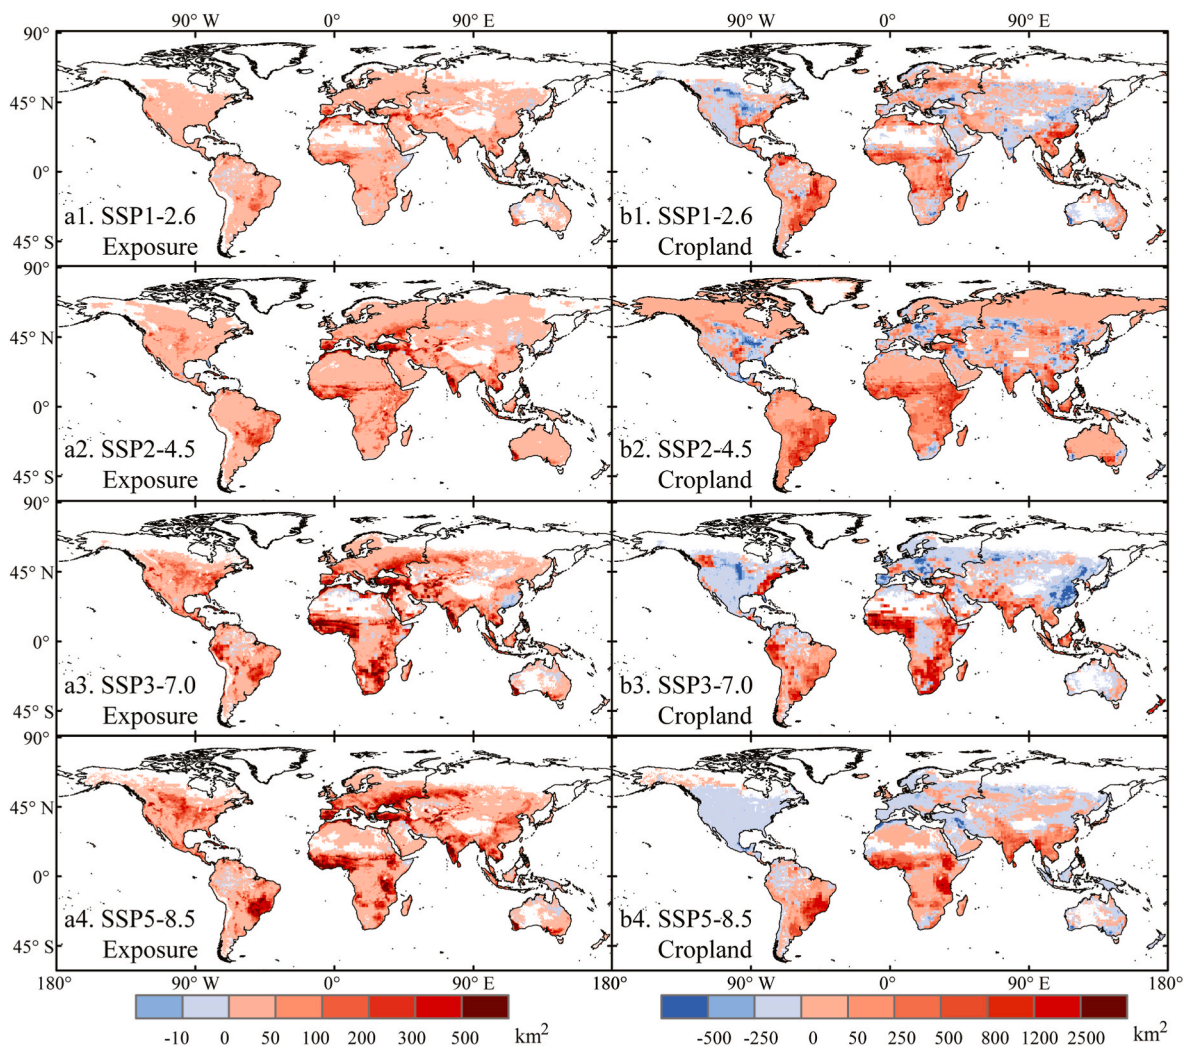 90° W 0° 90° E 90° W 0° 90° E
90°
45° N
0°
45° S
a1. SSP1-2.6
Exposure
b1. SSP1-2.6
Cropland
90°
45° N
0°
45° S
a2. SSP2-4.5
Exposure
b2. SSP2-4.5
Cropland
90°
45° N
0°
45° S
a3. SSP3-7.0
Exposure
b3. SSP3-7.0
Cropland
90°
45° N
0°
45° S
a4. SSP5-8.5
Exposure
b4. SSP5-8.5
Cropland
180° 90° W 0° 90° E 180° 90° W 0° 90° E 180°
-10 0 50 100 200 300 500 km²
-500 -250 0 50 250 500 800 1200 2500 km²